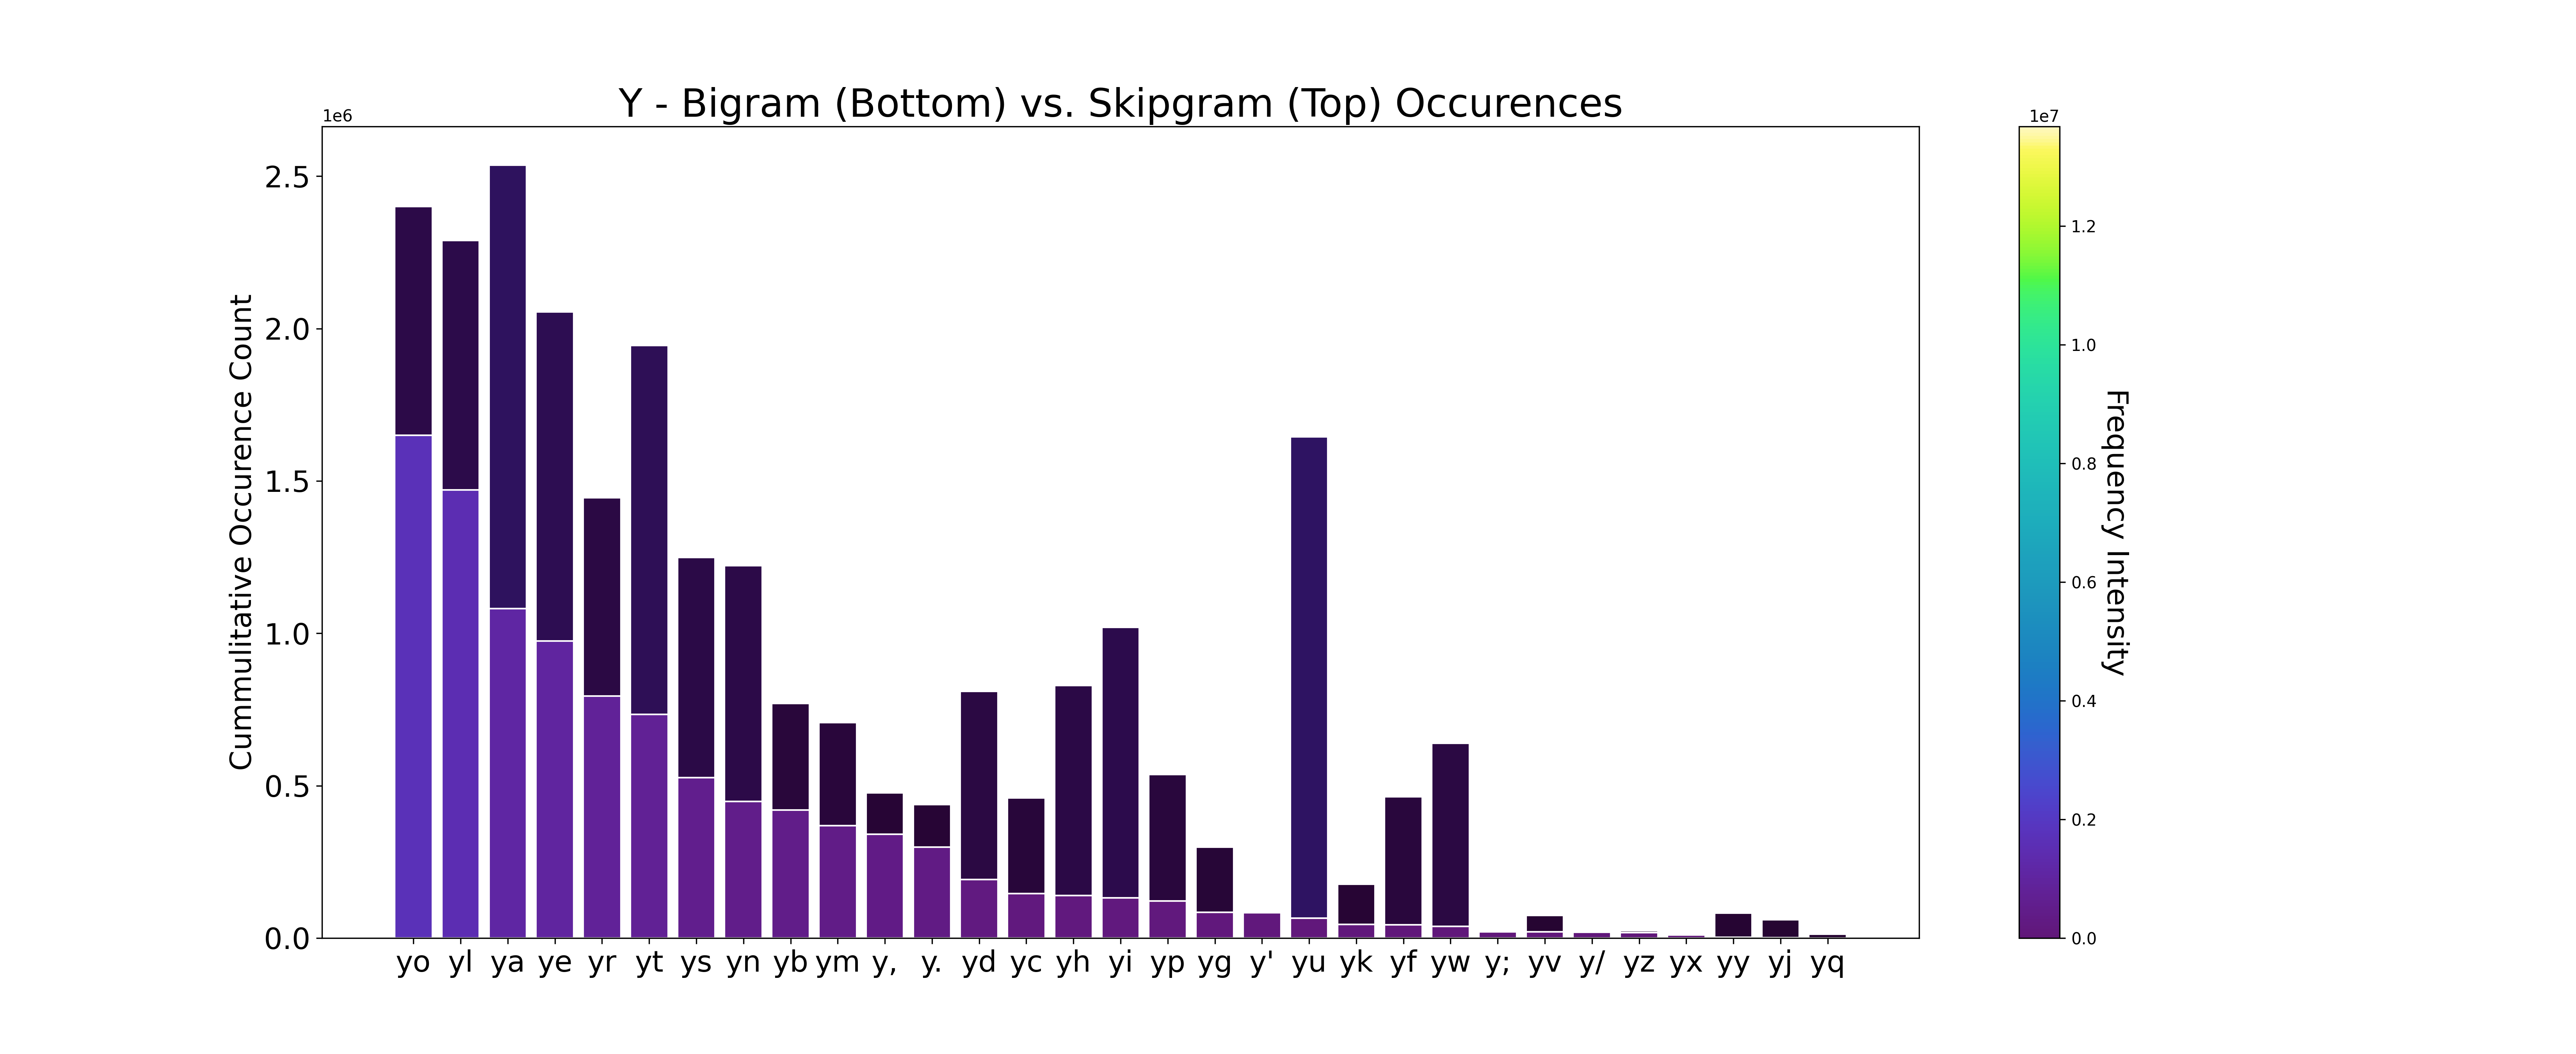 Y - Bigram (Bottom) vs. Skipgram (Top) Occurences
1e6
2.5
2.0
1.5
1.0
0.5
0.0
Cummulitative Occurence Count
yo yl ya ye yr yt ys yn yb ym y, y. yd yc yh yi yp yg y' yu yk yf yw y; yv y/ yz yx yy yj yq
1e7
1.2
1.0
0.8
0.6
0.4
0.2
0.0
Frequency Intensity